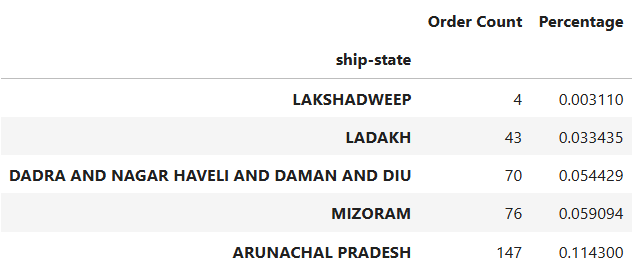 Order Count Percentage
ship-state
LAKSHADWEEP 4 0.003110
LADAKH 43 0.033435
DADRA AND NAGAR HAVELI AND DAMAN AND DIU 70 0.054429
MIZORAM 76 0.059094
ARUNACHAL PRADESH 147 0.114300